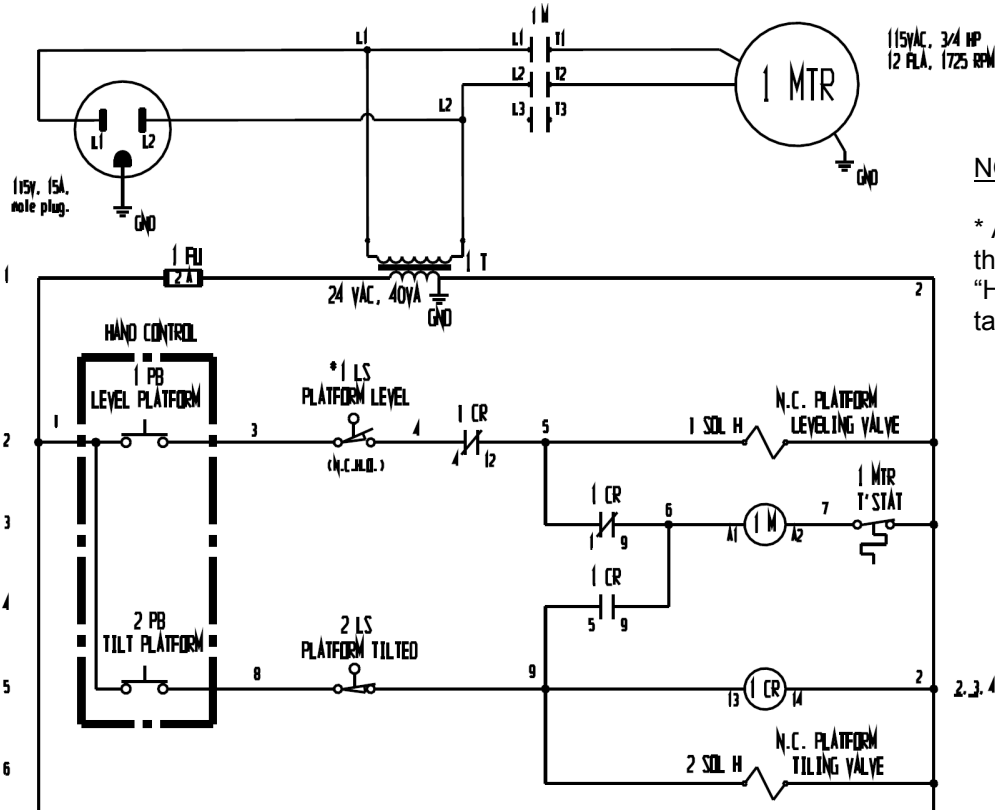 1 M
L1
L1 T1
L2 T2
L3 T3
L2
1 MTR
115VAC, 3/4 HP
12 FLA, 1725 RPM
L1 L2
115V, 15A,
male plug.
GND
GND
* A
th
"H
ta
1
1 FU
2 A
1 T
24 VAC, 40VA
GND
2
HAND CONTROL
1 PB
LEVEL PLATFORM
*1 LS
PLATFORM LEVEL
(N.C.H.O.)
1 CR
4 12
N.C. PLATFORM
LEVELING VALVE
1 SOL H
2
1
3
4
5
1 MTR
T'STAT
3
1 CR
1 9
6
A1 1 M A2
7
4
1 CR
5 9
2 PB
TILT PLATFORM
2 LS
PLATFORM TILTED
5
8
9
13 1 CR 14
2
2, 3, 4
6
2 SOL H
N.C. PLATFORM
TILING VALVE